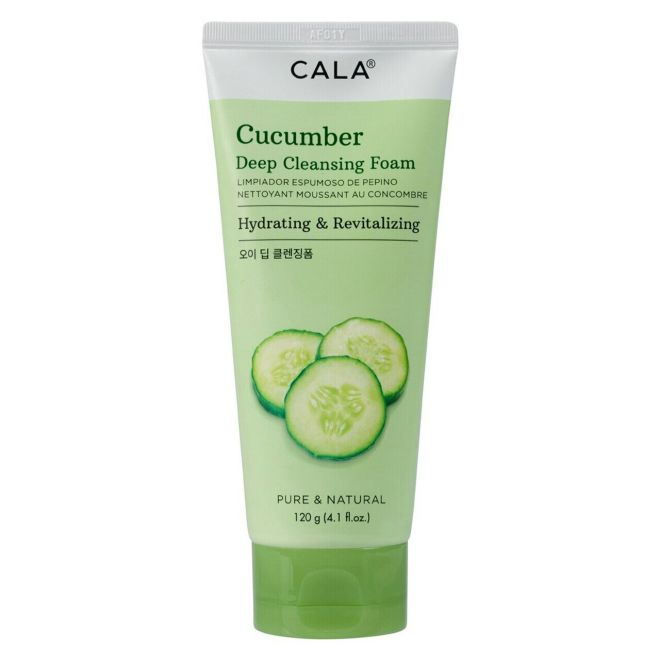 AF01Y
CALA®
Cucumber
Deep Cleansing Foam
LIMPIADOR ESPUMOSO DE PEPINO
NETTOYANT MOUSSANT AU CONCOMBRE
Hydrating & Revitalizing
오이 딥 클렌징폼
PURE & NATURAL
120 g (4.1 fl.oz.)